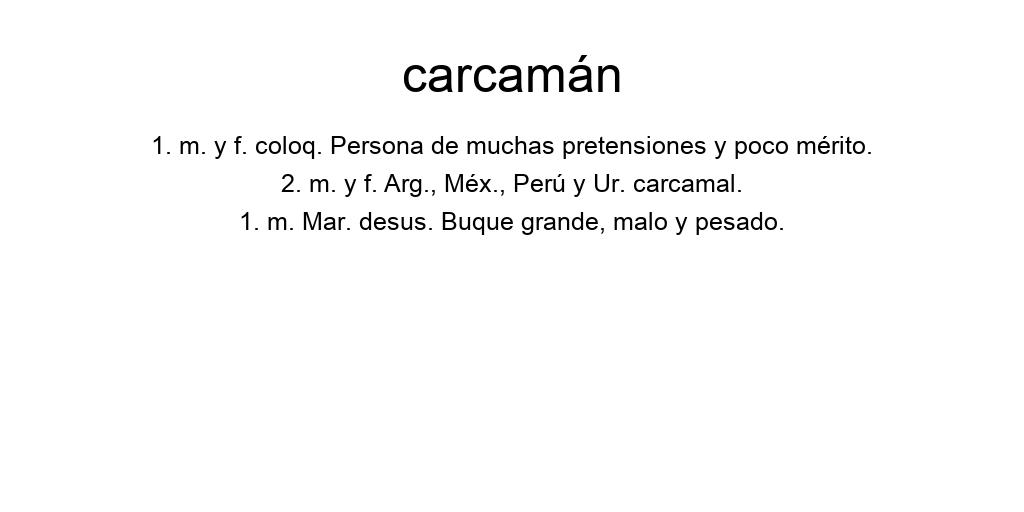 carcamán
1. m. y f. coloq. Persona de muchas pretensiones y poco mérito.
2. m. y f. Arg., Méx., Perú y Ur. carcamal.
1. m. Mar. desus. Buque grande, malo y pesado.